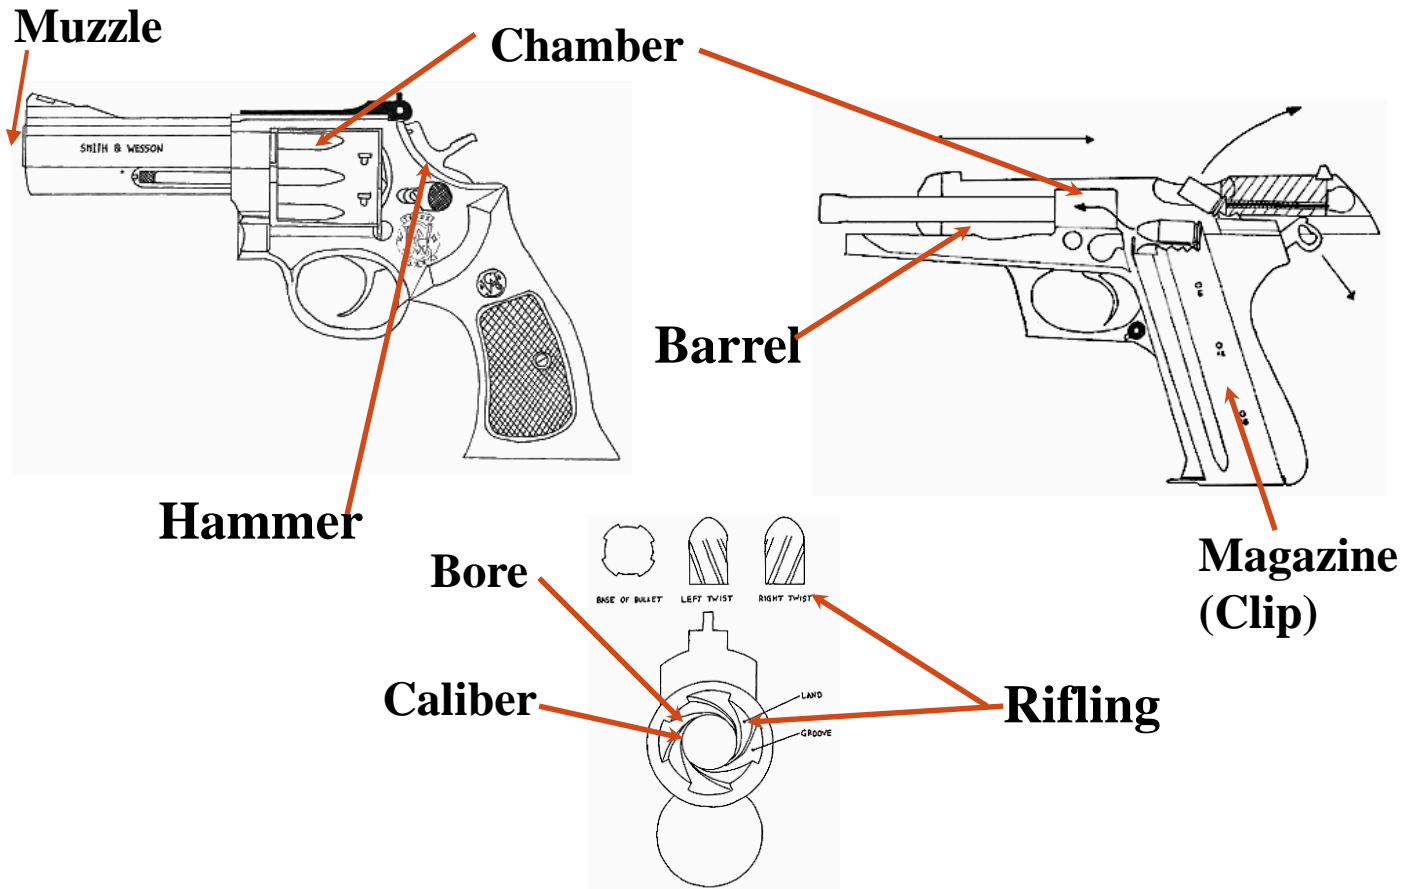 Muzzle
Chamber
SMITH & WESSON
Barrel
Hammer
Magazine
(Clip)
Bore
BASE OF BULLET
LEFT TWIST
RIGHT TWIST
Caliber
LAND
GROOVE
Rifling